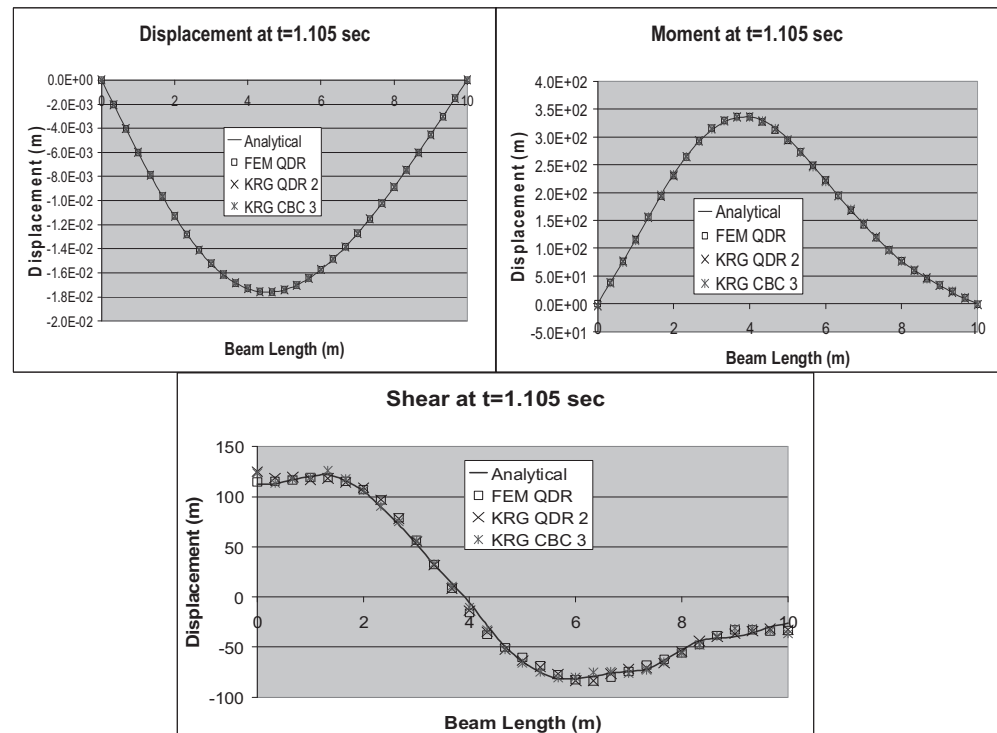 Displacement at t=1.105 sec
Displacement (m)
0.0E+00
-2.0E-03
-4.0E-03
-6.0E-03
-8.0E-03
-1.0E-02
-1.2E-02
-1.4E-02
-1.6E-02
-1.8E-02
-2.0E-02
0 2 4 6 8 10
Analytical
FEM QDR
KRG QDR 2
KRG CBC 3
Beam Length (m)
Moment at t=1.105 sec
Displacement (m)
4.0E+02
3.5E+02
3.0E+02
2.5E+02
2.0E+02
1.5E+02
1.0E+02
5.0E+01
0.0E+00
-5.0E+01
0 2 4 6 8 10
Analytical
FEM QDR
KRG QDR 2
KRG CBC 3
Beam Length (m)
Shear at t=1.105 sec
Displacement (m)
150
100
50
0
-50
-100
0 2 4 6 8 10
Analytical
FEM QDR
KRG QDR 2
KRG CBC 3
Beam Length (m)